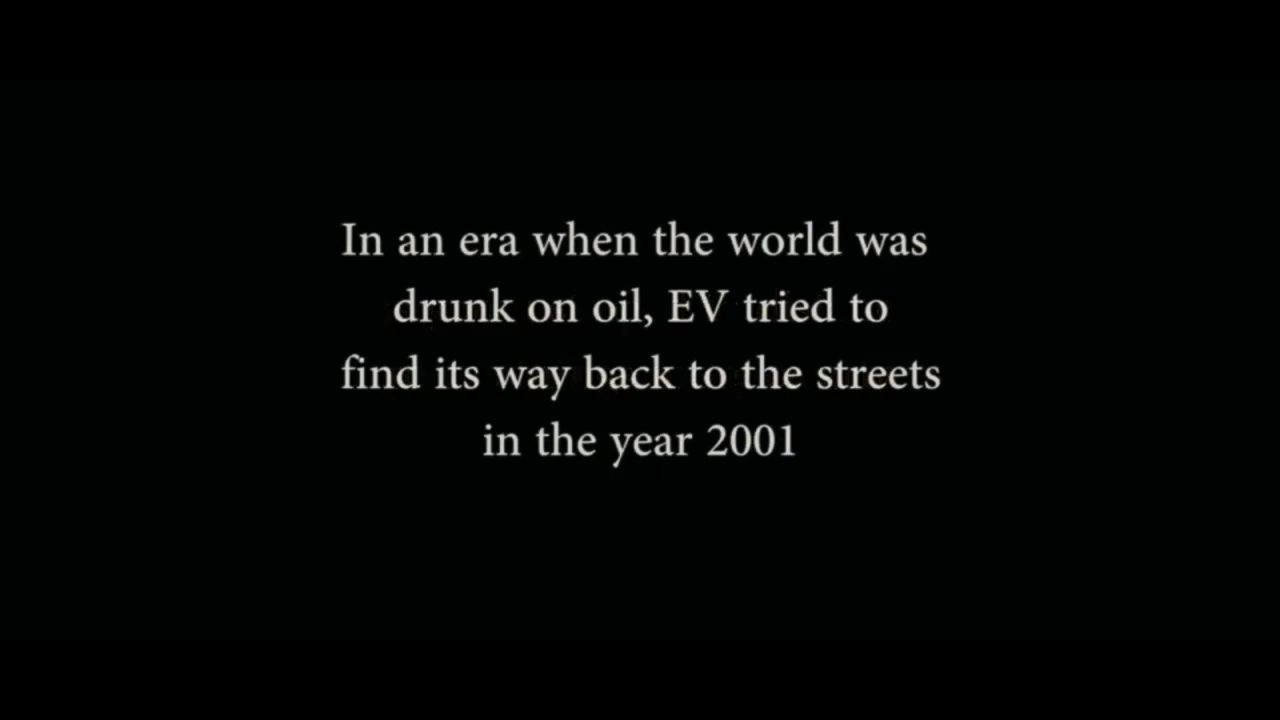 In an era when the world was
drunk on oil, EV tried to
find its way back to the streets
in the year 2001